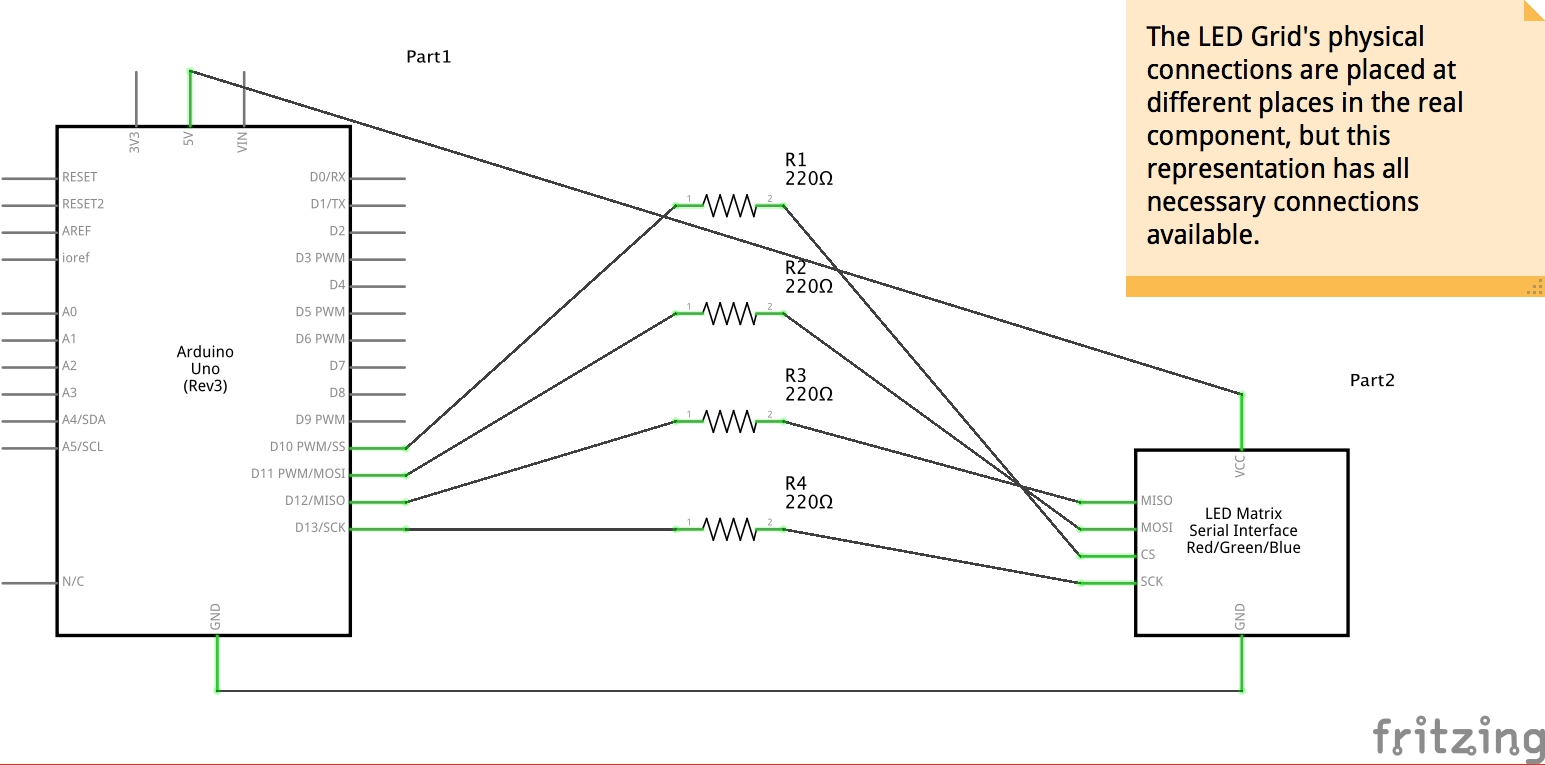 The LED Grid's physical
connections are placed at
different places in the real
component, but this
representation has all
necessary connections
available.
Part1
3V3
5V
VIN
RESET
RESET2
AREF
ioref
A0
A1
A2
A3
A4/SDA
A5/SCL
N/C
Arduino
Uno
(Rev3)
D0/RX
D1/TX
D2
D3 PWM
D4
D5 PWM
D6 PWM
D7
D8
D9 PWM
D10 PWM/SS
D11 PWM/MOSI
D12/MISO
D13/SCK
GND
R1
220Ω
1
2
R2
220Ω
1
2
R3
220Ω
1
2
R4
220Ω
1
2
Part2
VCC
MISO
MOSI
CS
SCK
LED Matrix
Serial Interface
Red/Green/Blue
GND
fritzing